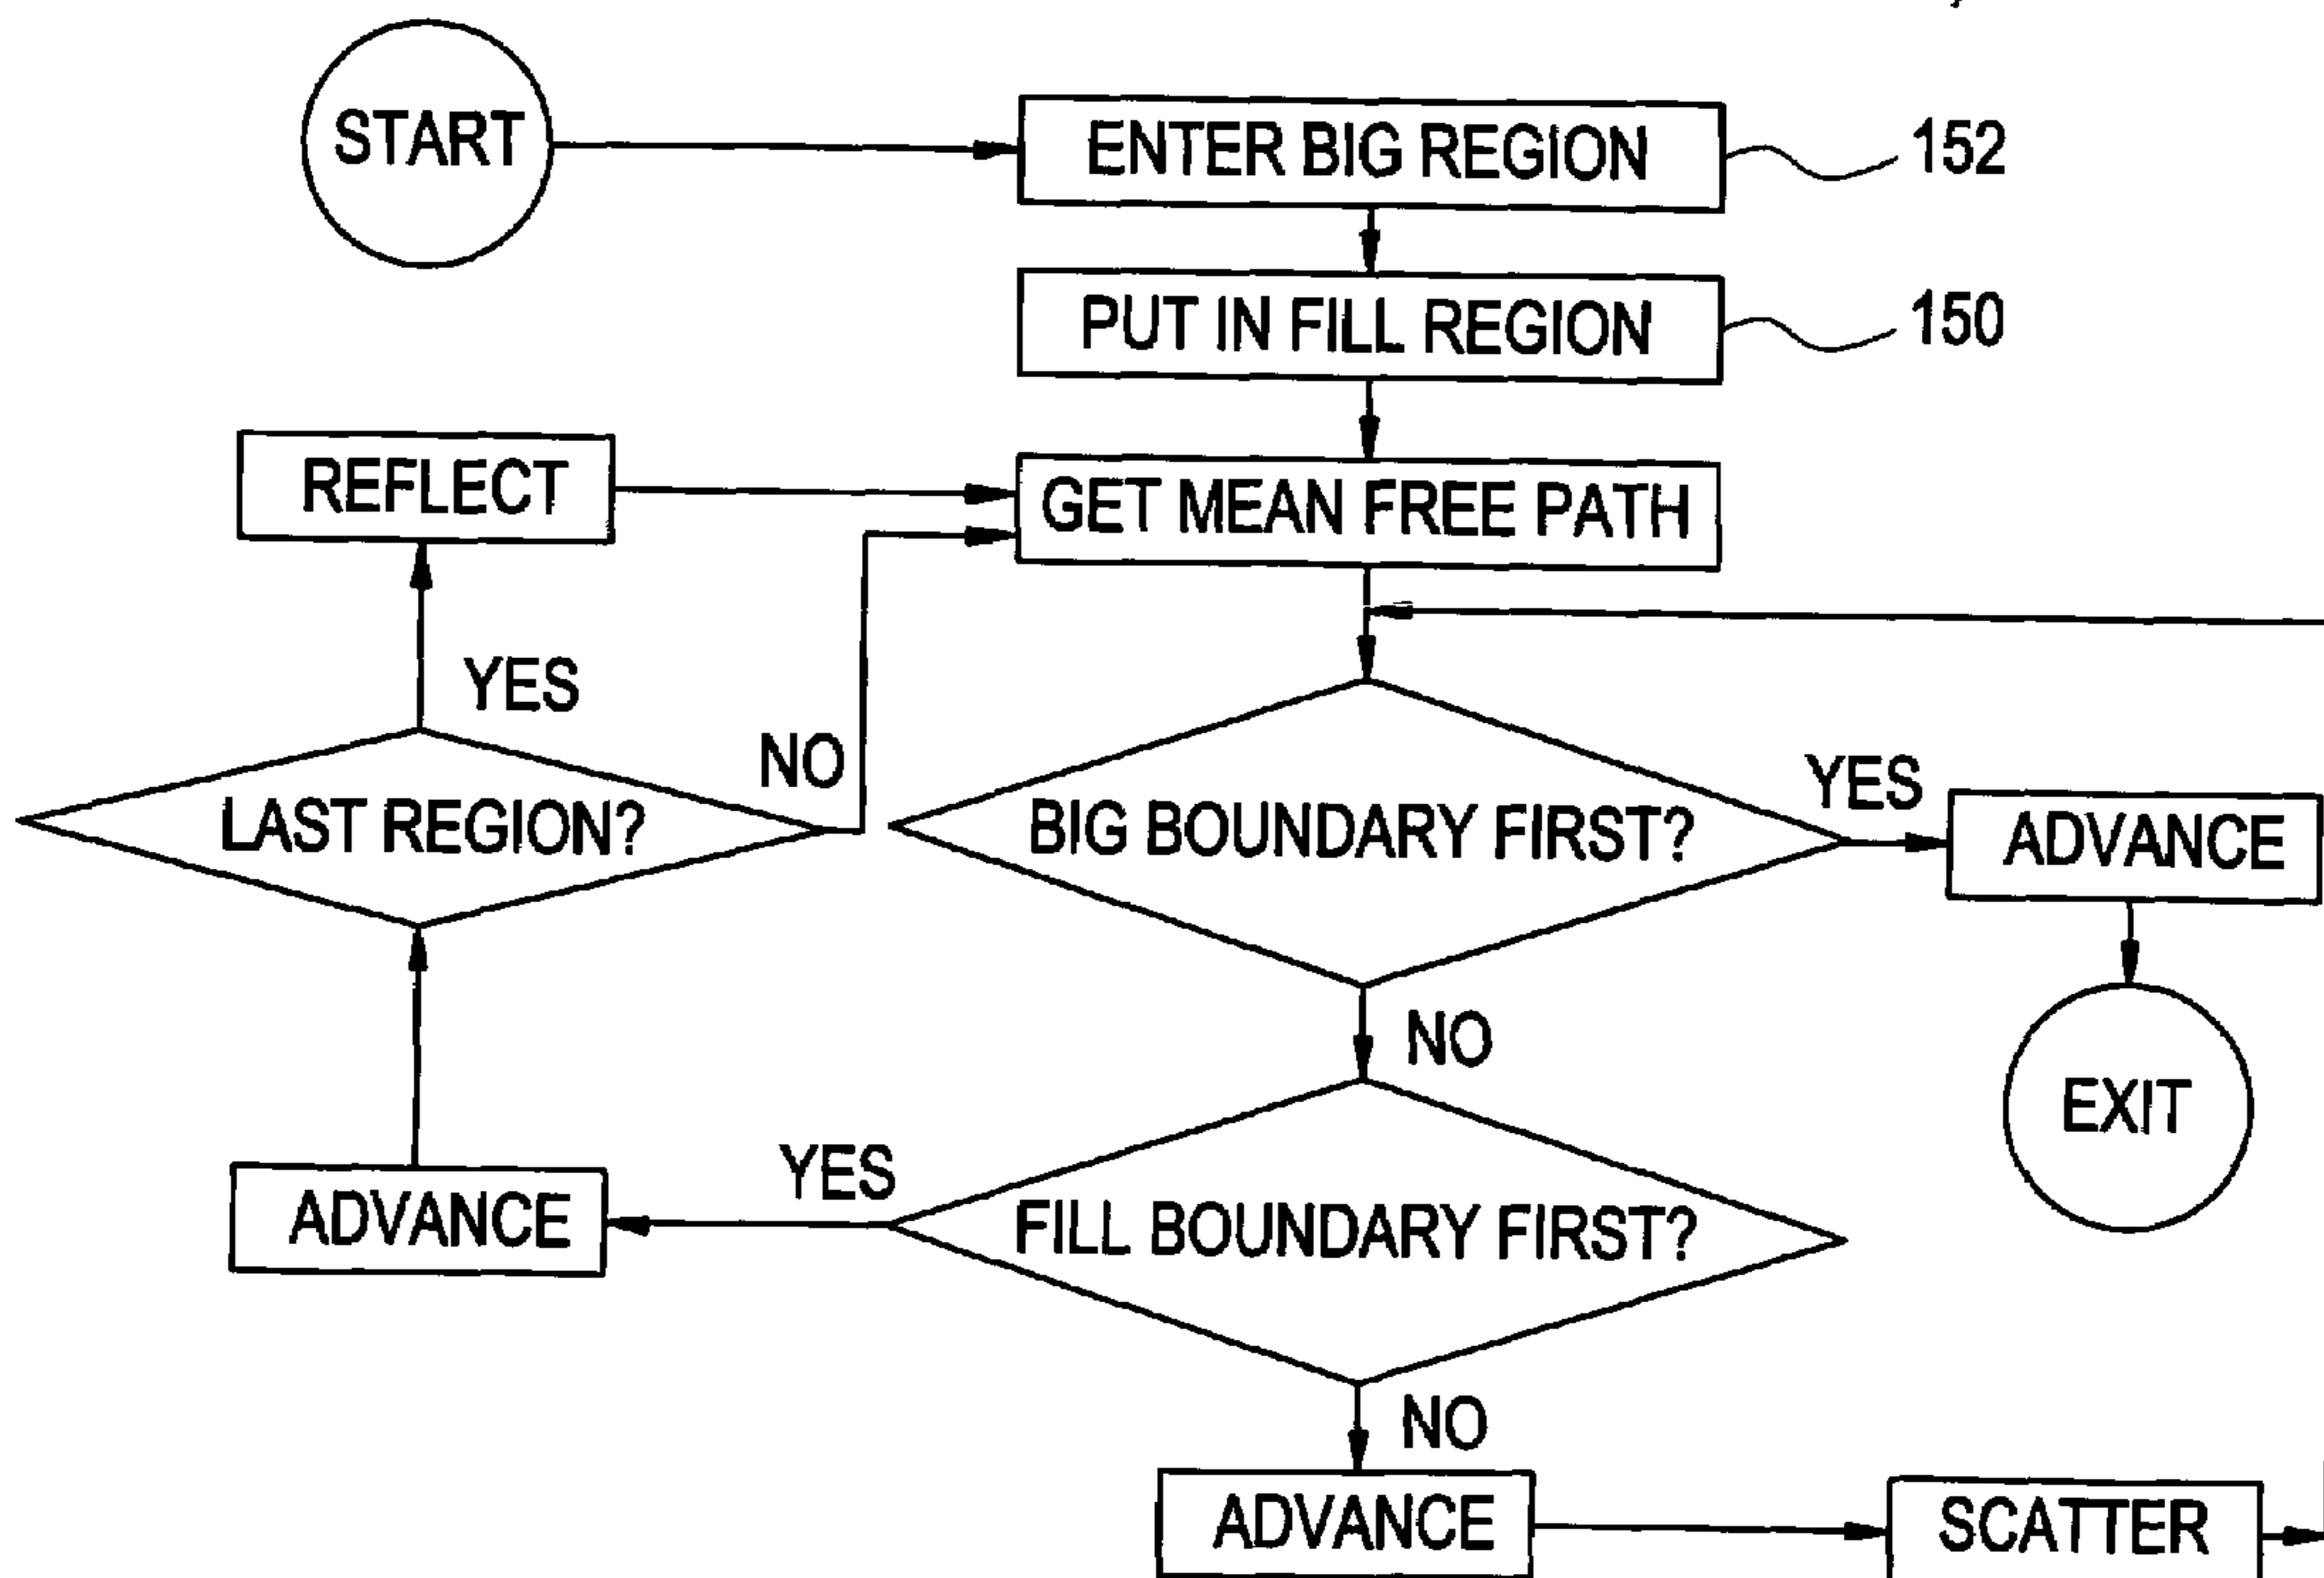 START
ENTER BIG REGION
152
PUT IN FILL REGION
150
REFLECT
GET MEAN FREE PATH
YES
NO
LAST REGION?
BIG BOUNDARY FIRST?
YES
ADVANCE
NO
EXIT
YES
ADVANCE
FILL BOUNDARY FIRST?
NO
ADVANCE
SCATTER